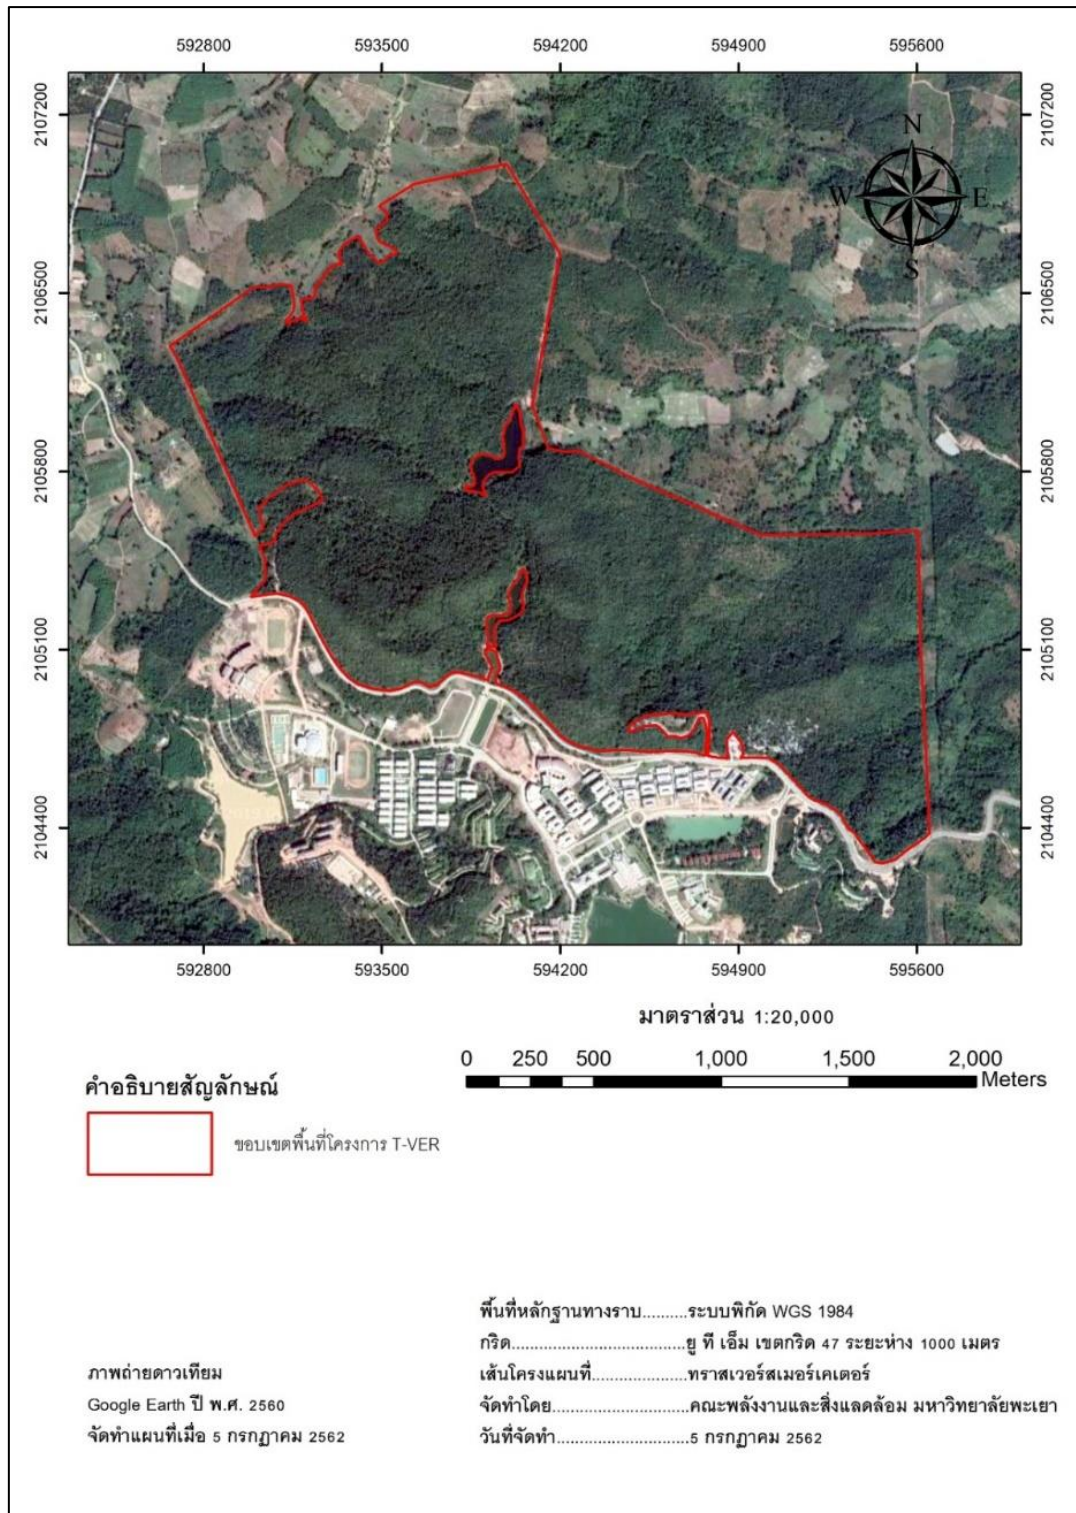 592800 593500 594200 594900 595600
2107200 2107200
N
W E
S
2106500 2106500
2105800 2105800
2105100 2105100
2104400 2104400
592800 593500 594200 594900 595600
มาตราส่วน 1:20,000
0 250 500 1,000 1,500 2,000
Meters
คำอธิบายสัญลักษณ์
ขอบเขตพื้นที่โครงการ T-VER
พื้นที่หลักฐานทางราบ..........ระบบพิกัด WGS 1984
กริด......................................ยู ที เอ็ม เขตกริด 47 ระยะห่าง 1000 เมตร
เส้นโครงแผนที่.....................ทราสเวอร์สเมอร์เคเตอร์
จัดทำโดย..............................คณะพลังงานและสิ่งแลดล้อม มหาวิทยาลัยพะเยา
วันที่จัดทำ.............................5 กรกฎาคม 2562
ภาพถ่ายดาวเทียม
Google Earth ปี พ.ศ. 2560
จัดทำแผนที่เมื่อ 5 กรกฎาคม 2562